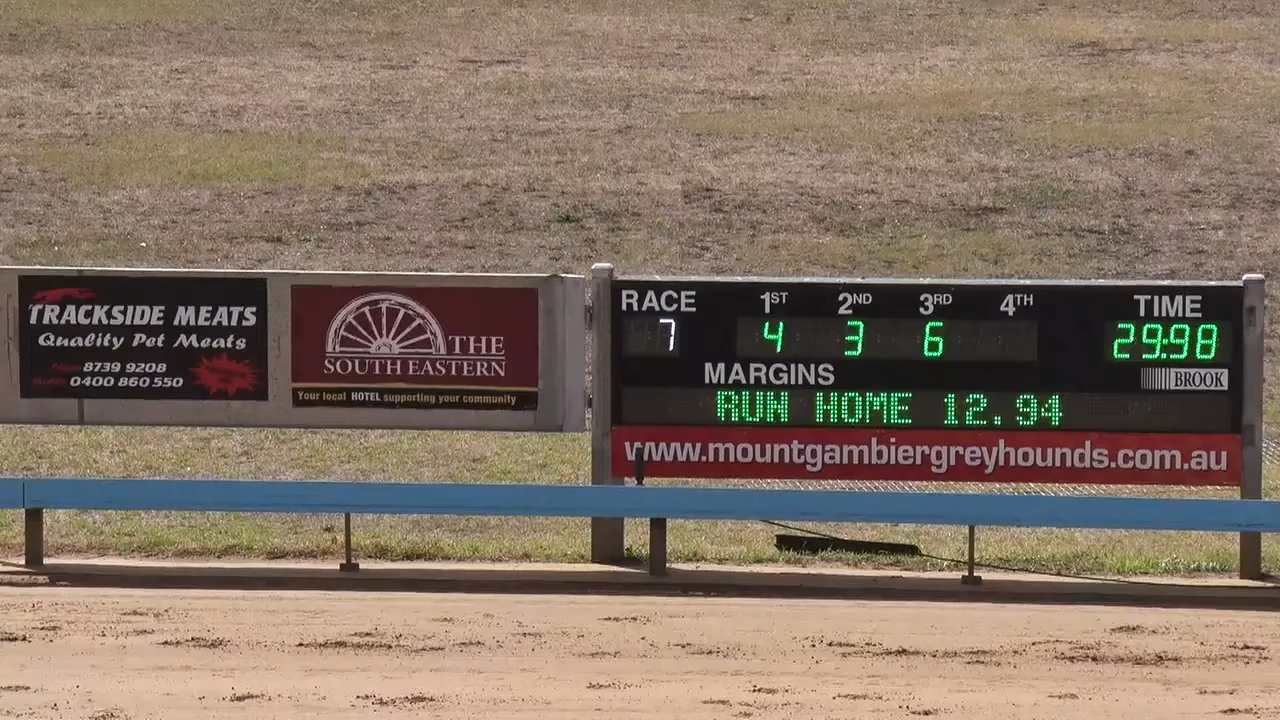 TRACKSIDE MEATS
Quality Pet Meats
8739 9208
0400 860 550
THE
SOUTH EASTERN
Your local HOTEL supporting your community
RACE 1ST 2ND 3RD 4TH TIME
7 4 3 6 29:98
MARGINS
BROOK
RUN HOME 12.94
www.mountgambiergreyhounds.com.au